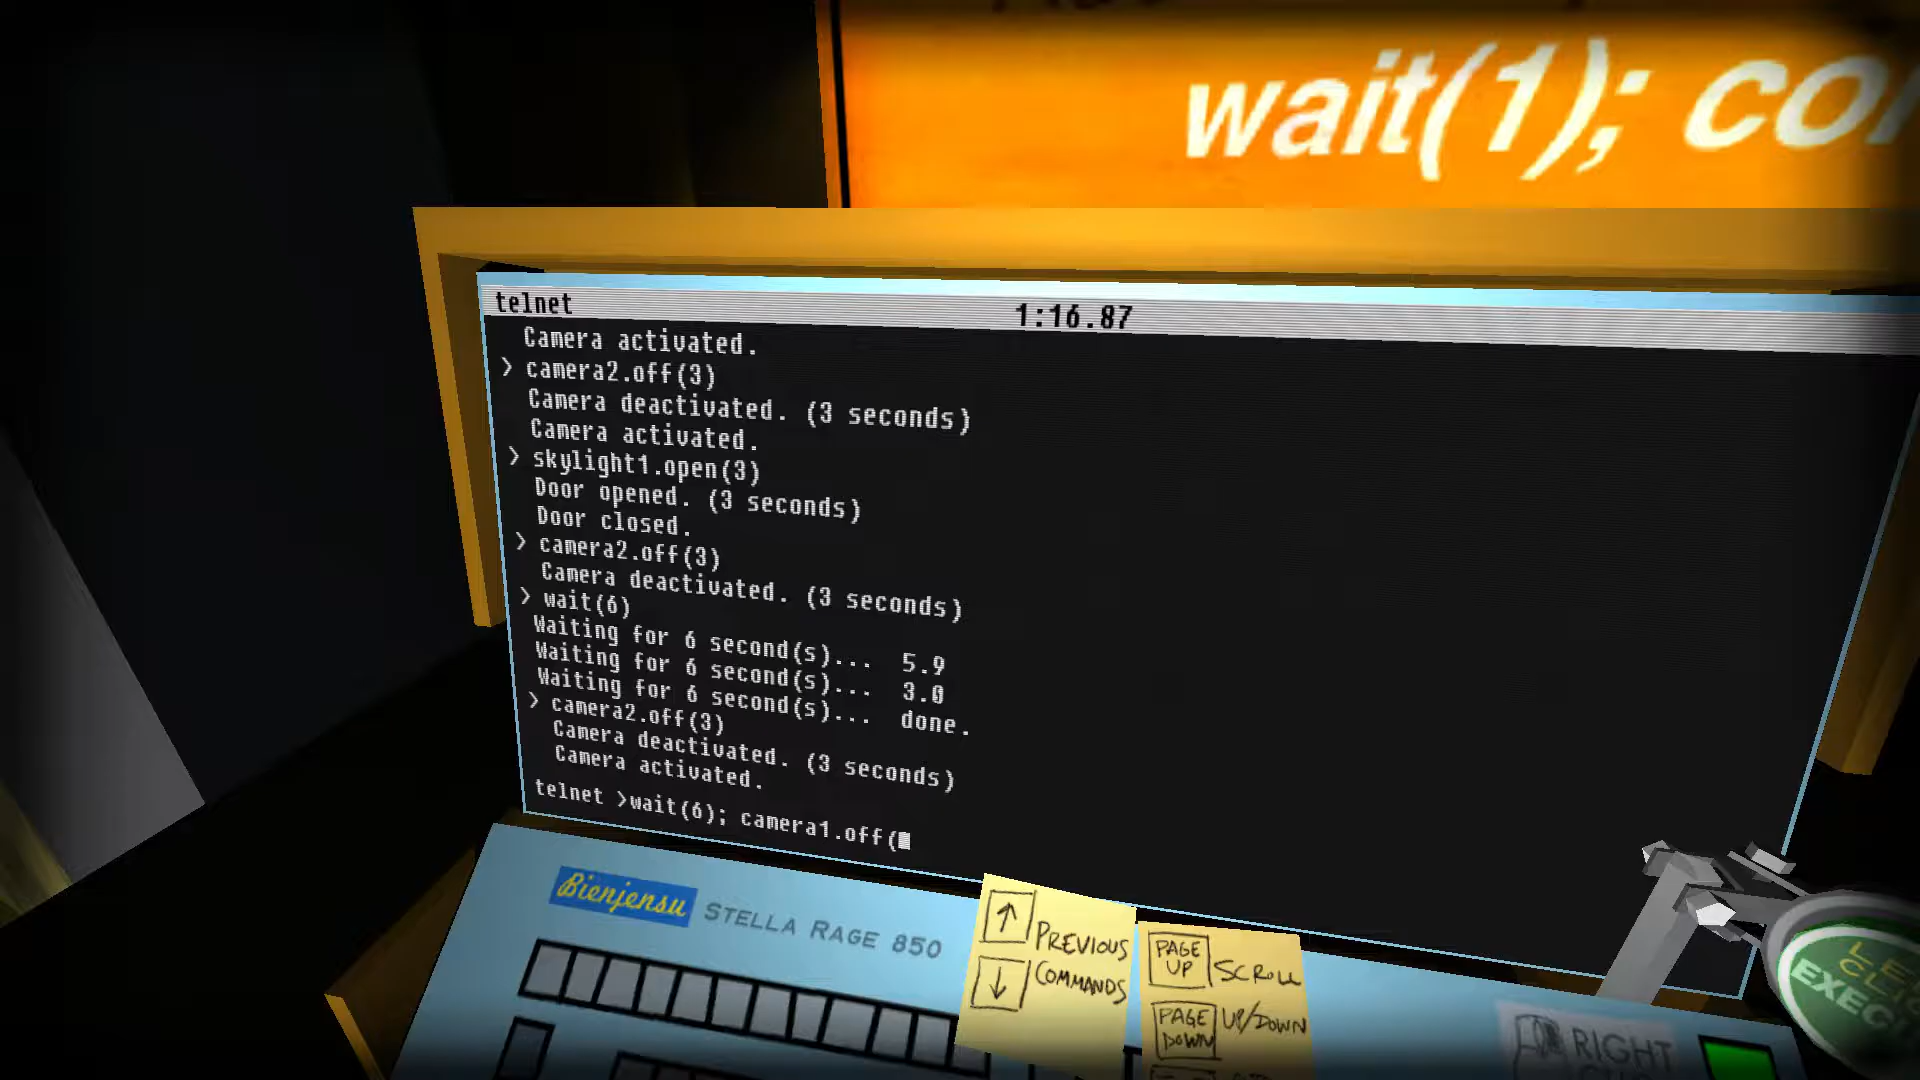 wait(1); co
telnet 1:16.87
Camera activated.
> camera2.off(3)
Camera deactivated. (3 seconds)
Camera activated.
> skylight1.open(3)
Door opened. (3 seconds)
Door closed.
> camera2.off(3)
Camera deactivated. (3 seconds)
> wait(6)
Waiting for 6 second(s)... 5.9
Waiting for 6 second(s)... 3.0
Waiting for 6 second(s)... done.
> camera2.off(3)
Camera deactivated. (3 seconds)
Camera activated.
telnet >wait(6); camera1.off(
Bienjensu
STELLA RAGE 850
↑ PREVIOUS
↓ COMMANDS
PAGE UP SCROLL
PAGE DOWN UP/DOWN
RIGHT